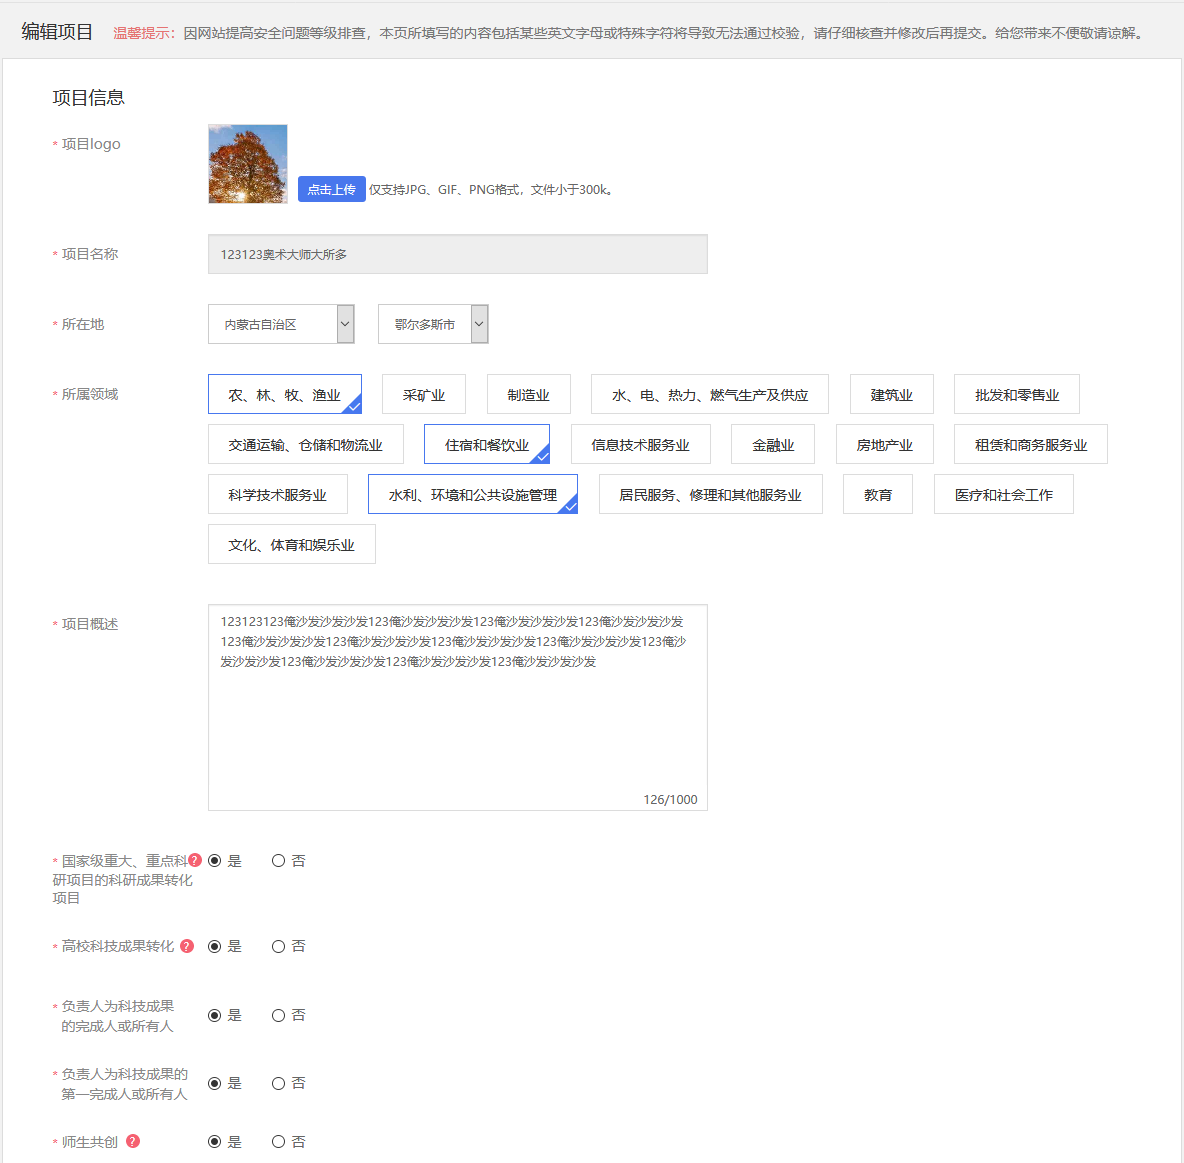 编辑项目 温馨提示：因网站提高安全问题等级排查，本页所填写的内容包括某些英文字母或特殊字符将导致无法通过校验，请仔细核查并修改后再提交。给您带来不便敬请谅解。
项目信息
* 项目logo
点击上传 仅支持JPG、GIF、PNG格式，文件小于300k。
* 项目名称 123123奥术大师大所多
* 所在地 内蒙古自治区 鄂尔多斯市
* 所属领域 农、林、牧、渔业 采矿业 制造业 水、电、热力、燃气生产及供应 建筑业 批发和零售业
交通运输、仓储和物流业 住宿和餐饮业 信息技术服务业 金融业 房地产业 租赁和商务服务业
科学技术服务业 水利、环境和公共设施管理 居民服务、修理和其他服务业 教育 医疗和社会工作
文化、体育和娱乐业
* 项目概述
123123123俺沙发沙发沙发123俺沙发沙发沙发123俺沙发沙发沙发123俺沙发沙发沙发
123俺沙发沙发沙发123俺沙发沙发沙发123俺沙发沙发沙发123俺沙发沙发沙发123俺沙
发沙发沙发123俺沙发沙发沙发123俺沙发沙发沙发123俺沙发沙发沙发
126/1000
* 国家级重大、重点科 ? 是 否
研项目的科研成果转化
项目
* 高校科技成果转化 ? 是 否
* 负责人为科技成果
的完成人或所有人 是 否
* 负责人为科技成果的
第一完成人或所有人 是 否
* 师生共创 ? 是 否